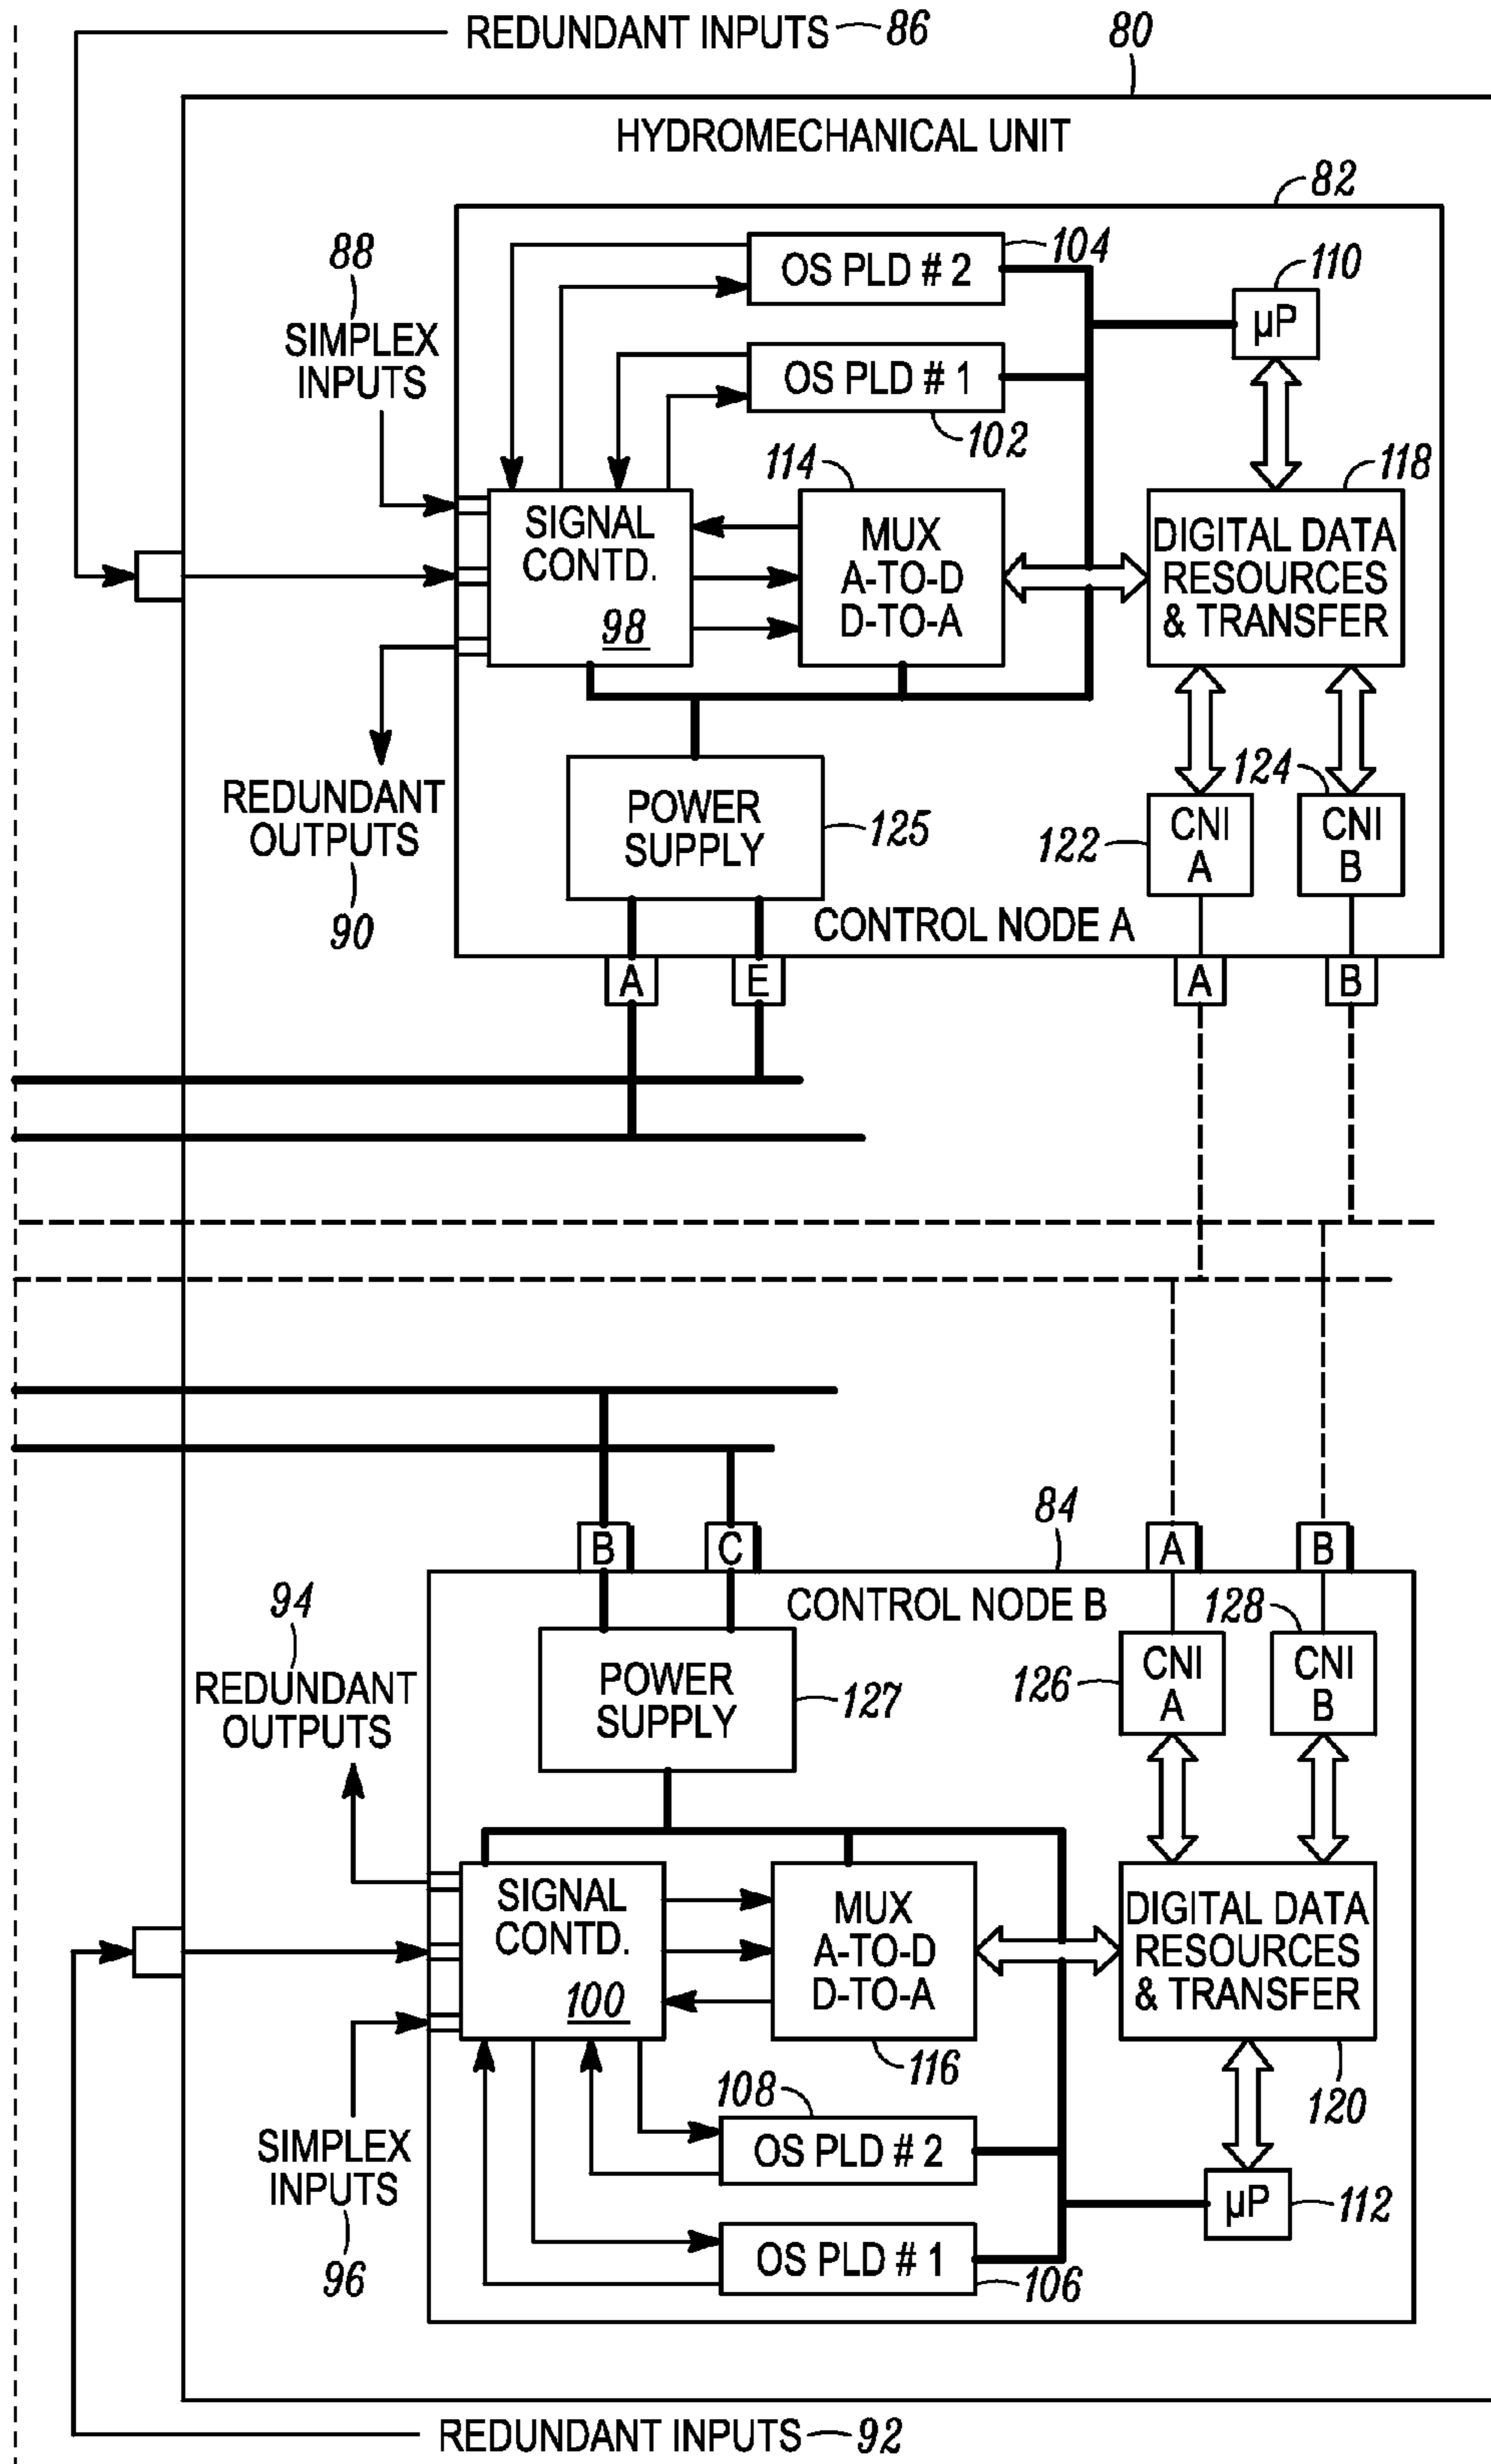 REDUNDANT INPUTS 86
80
HYDROMECHANICAL UNIT
82
88
SIMPLEX
INPUTS
OS PLD # 2
104
110
µP
OS PLD # 1
102
114
118
SIGNAL
CONTD.
98
MUX
A-TO-D
D-TO-A
DIGITAL DATA
RESOURCES
& TRANSFER
REDUNDANT
OUTPUTS
90
POWER
SUPPLY
125
124
122
CNI
A
CNI
B
CONTROL NODE A
A
E
A
B
84
B
C
A
B
94
REDUNDANT
OUTPUTS
CONTROL NODE B
128
POWER
SUPPLY
127
126
CNI
A
CNI
B
SIGNAL
CONTD.
100
MUX
A-TO-D
D-TO-A
DIGITAL DATA
RESOURCES
& TRANSFER
116
120
108
SIMPLEX
INPUTS
96
OS PLD # 2
µP
112
OS PLD # 1
106
REDUNDANT INPUTS 92